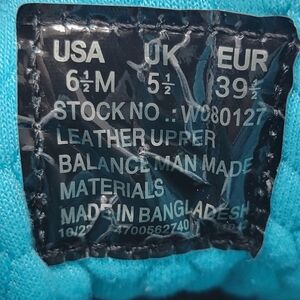 USA UK EUR
6½M 5½ 39½
STOCK NO.: W080127
LEATHER UPPER
BALANCE MAN MADE
MATERIALS
MADE IN BANGLADESH
4700562740